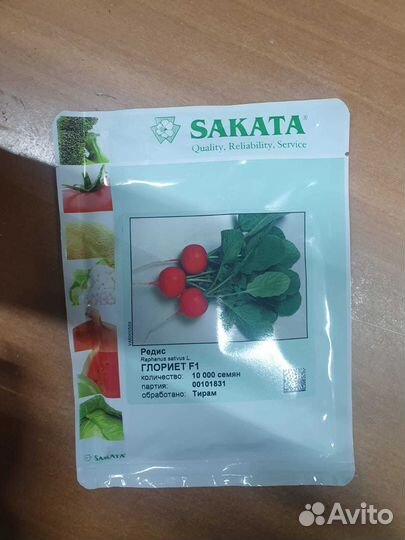 SAKATA®
Quality, Reliability, Service
Редис
Raphanus sativus L.
ГЛОРИЕТ F1
количество: 10 000 семян
партия: 00101831
обработано: Тирам
SAKATA
Avito